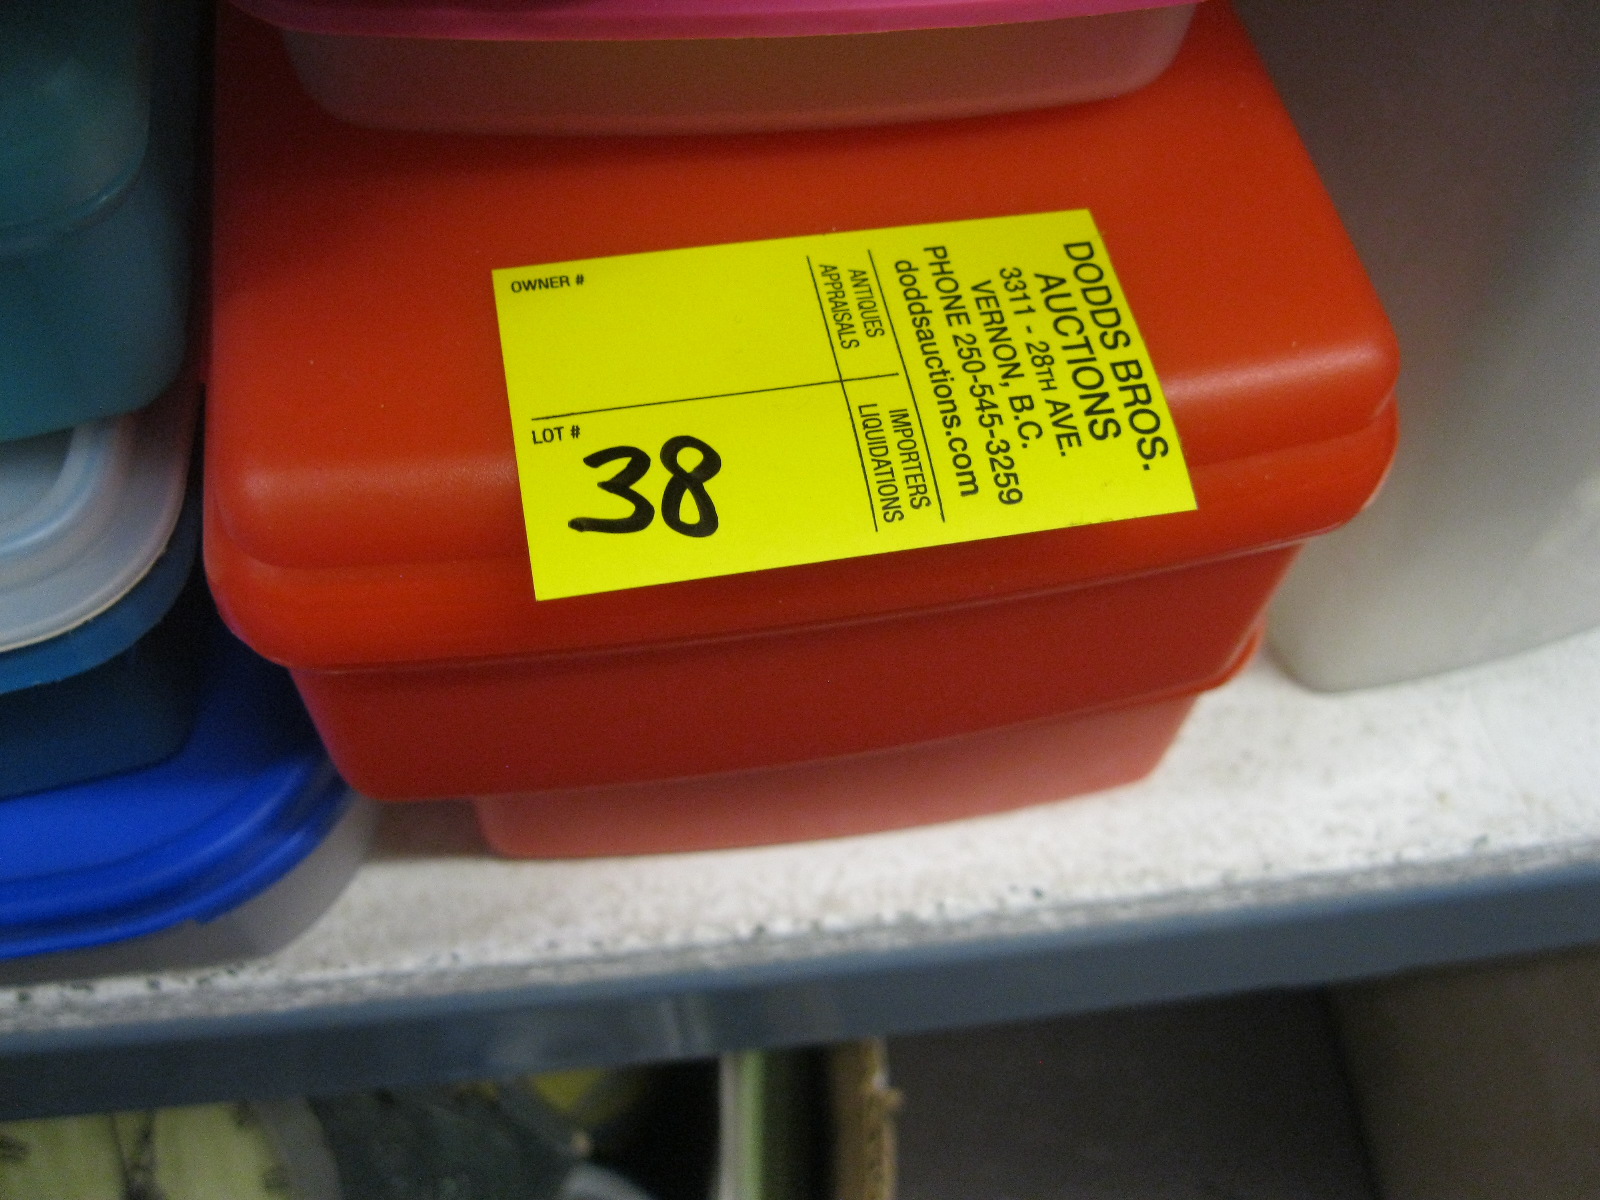 DODDS BROS.
AUCTIONS
3311 - 28TH AVE.
VERNON, B.C.
PHONE 250-545-3259
doddsauctions.com
ANTIQUES
APPRAISALS
IMPORTERS
LIQUIDATIONS
OWNER #
LOT #
38